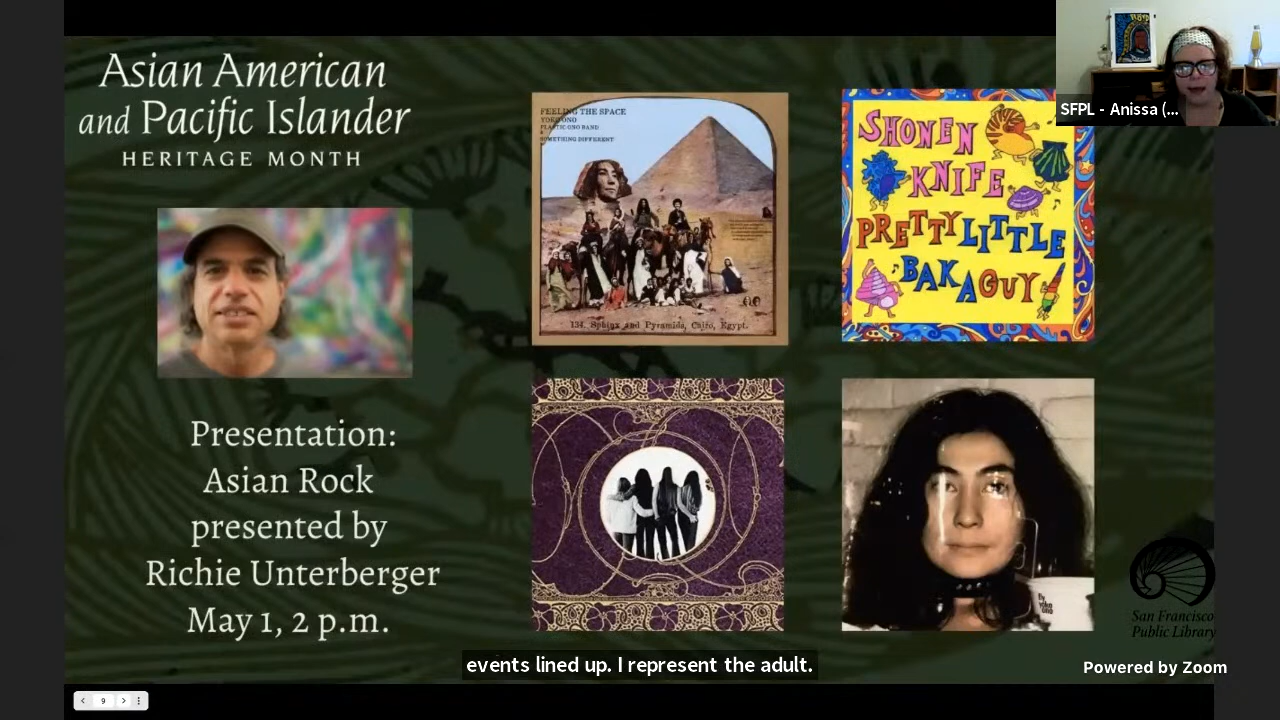 Asian American
and Pacific Islander
HERITAGE MONTH
Presentation:
Asian Rock
presented by
Richie Unterberger
May 1, 2 p.m.
FEELING THE SPACE
YOKO ONO
PLASTIC ONO BAND
SOMETHING DIFFERENT
134. Sphinx and Pyramids, Cairo, Egypt.
SHONEN
KNIFE
PRETTY LITTLE
BAKA GUY
SFPL - Anissa (...
San Francisco
Public Library
events lined up. I represent the adult.
Powered by Zoom
9